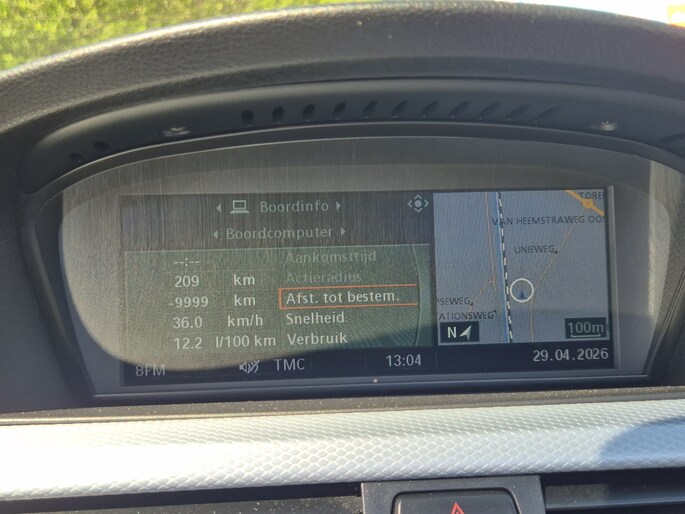 Boordinfo
Boordcomputer
--:-- Aankomsttijd
209 km Actieradius
-9999 km Afst. tot bestem.
36.0 km/h Snelheid
12.2 l/100 km Verbruik
8FM TMC 13:04
VAN HEEMSTRAWEG
UNIEWEG
N
100m
29.04.2026